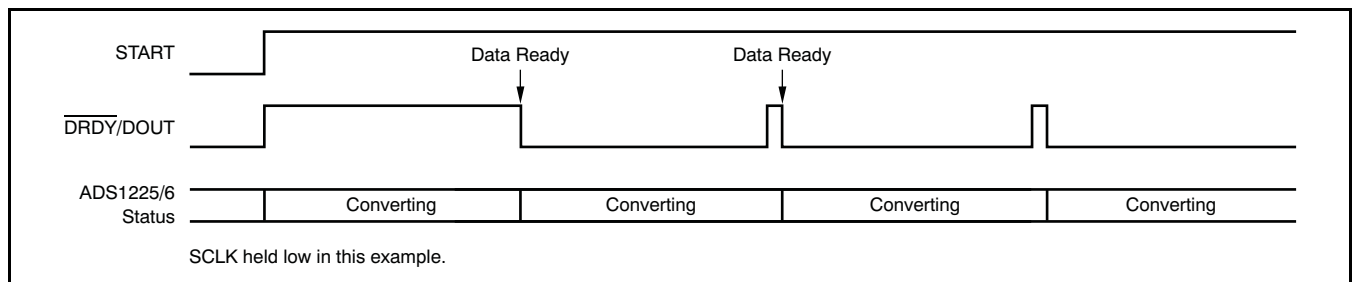 START
Data Ready
Data Ready
DRDY/DOUT
ADS1225/6
Status
Converting
Converting
Converting
Converting
SCLK held low in this example.